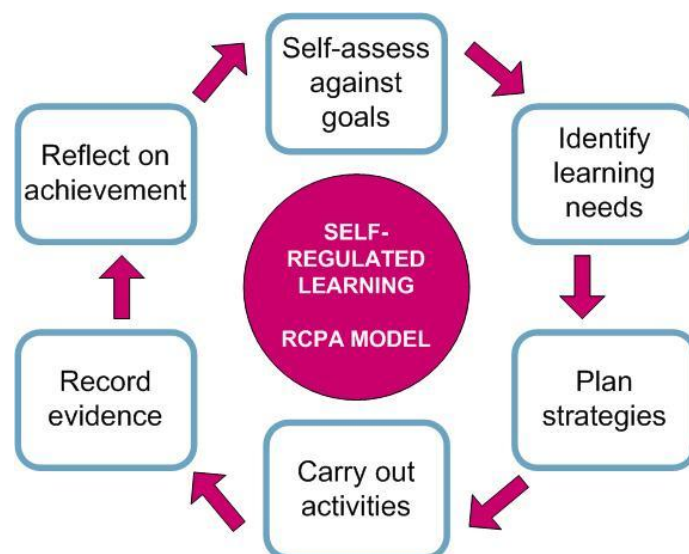 Self-assess
against
goals
Identify
learning
needs
Plan
strategies
Carry out
activities
Record
evidence
Reflect on
achievement
SELF-
REGULATED
LEARNING
RCPA MODEL